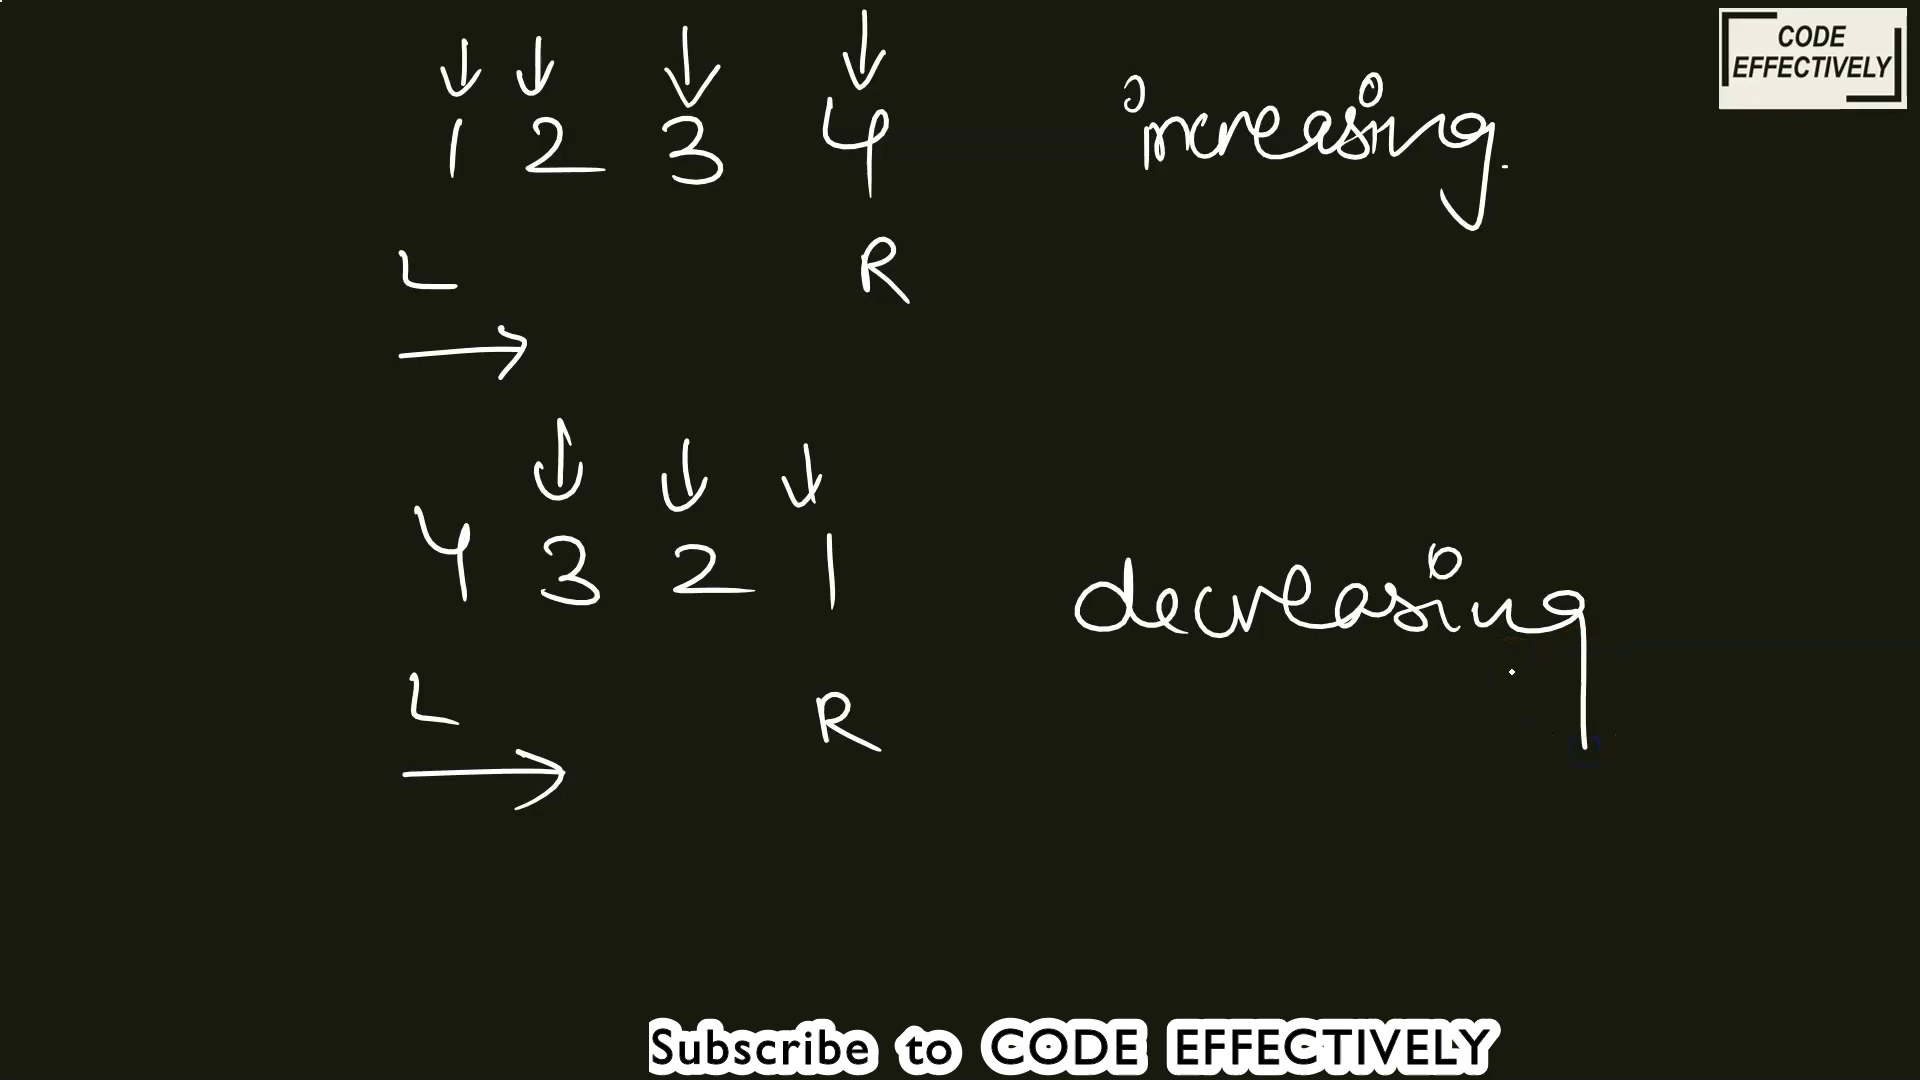 CODE
EFFECTIVELY
1 2 3 4 increasing.
L R
4 3 2 1 decreasing
L R
Subscribe to CODE EFFECTIVELY